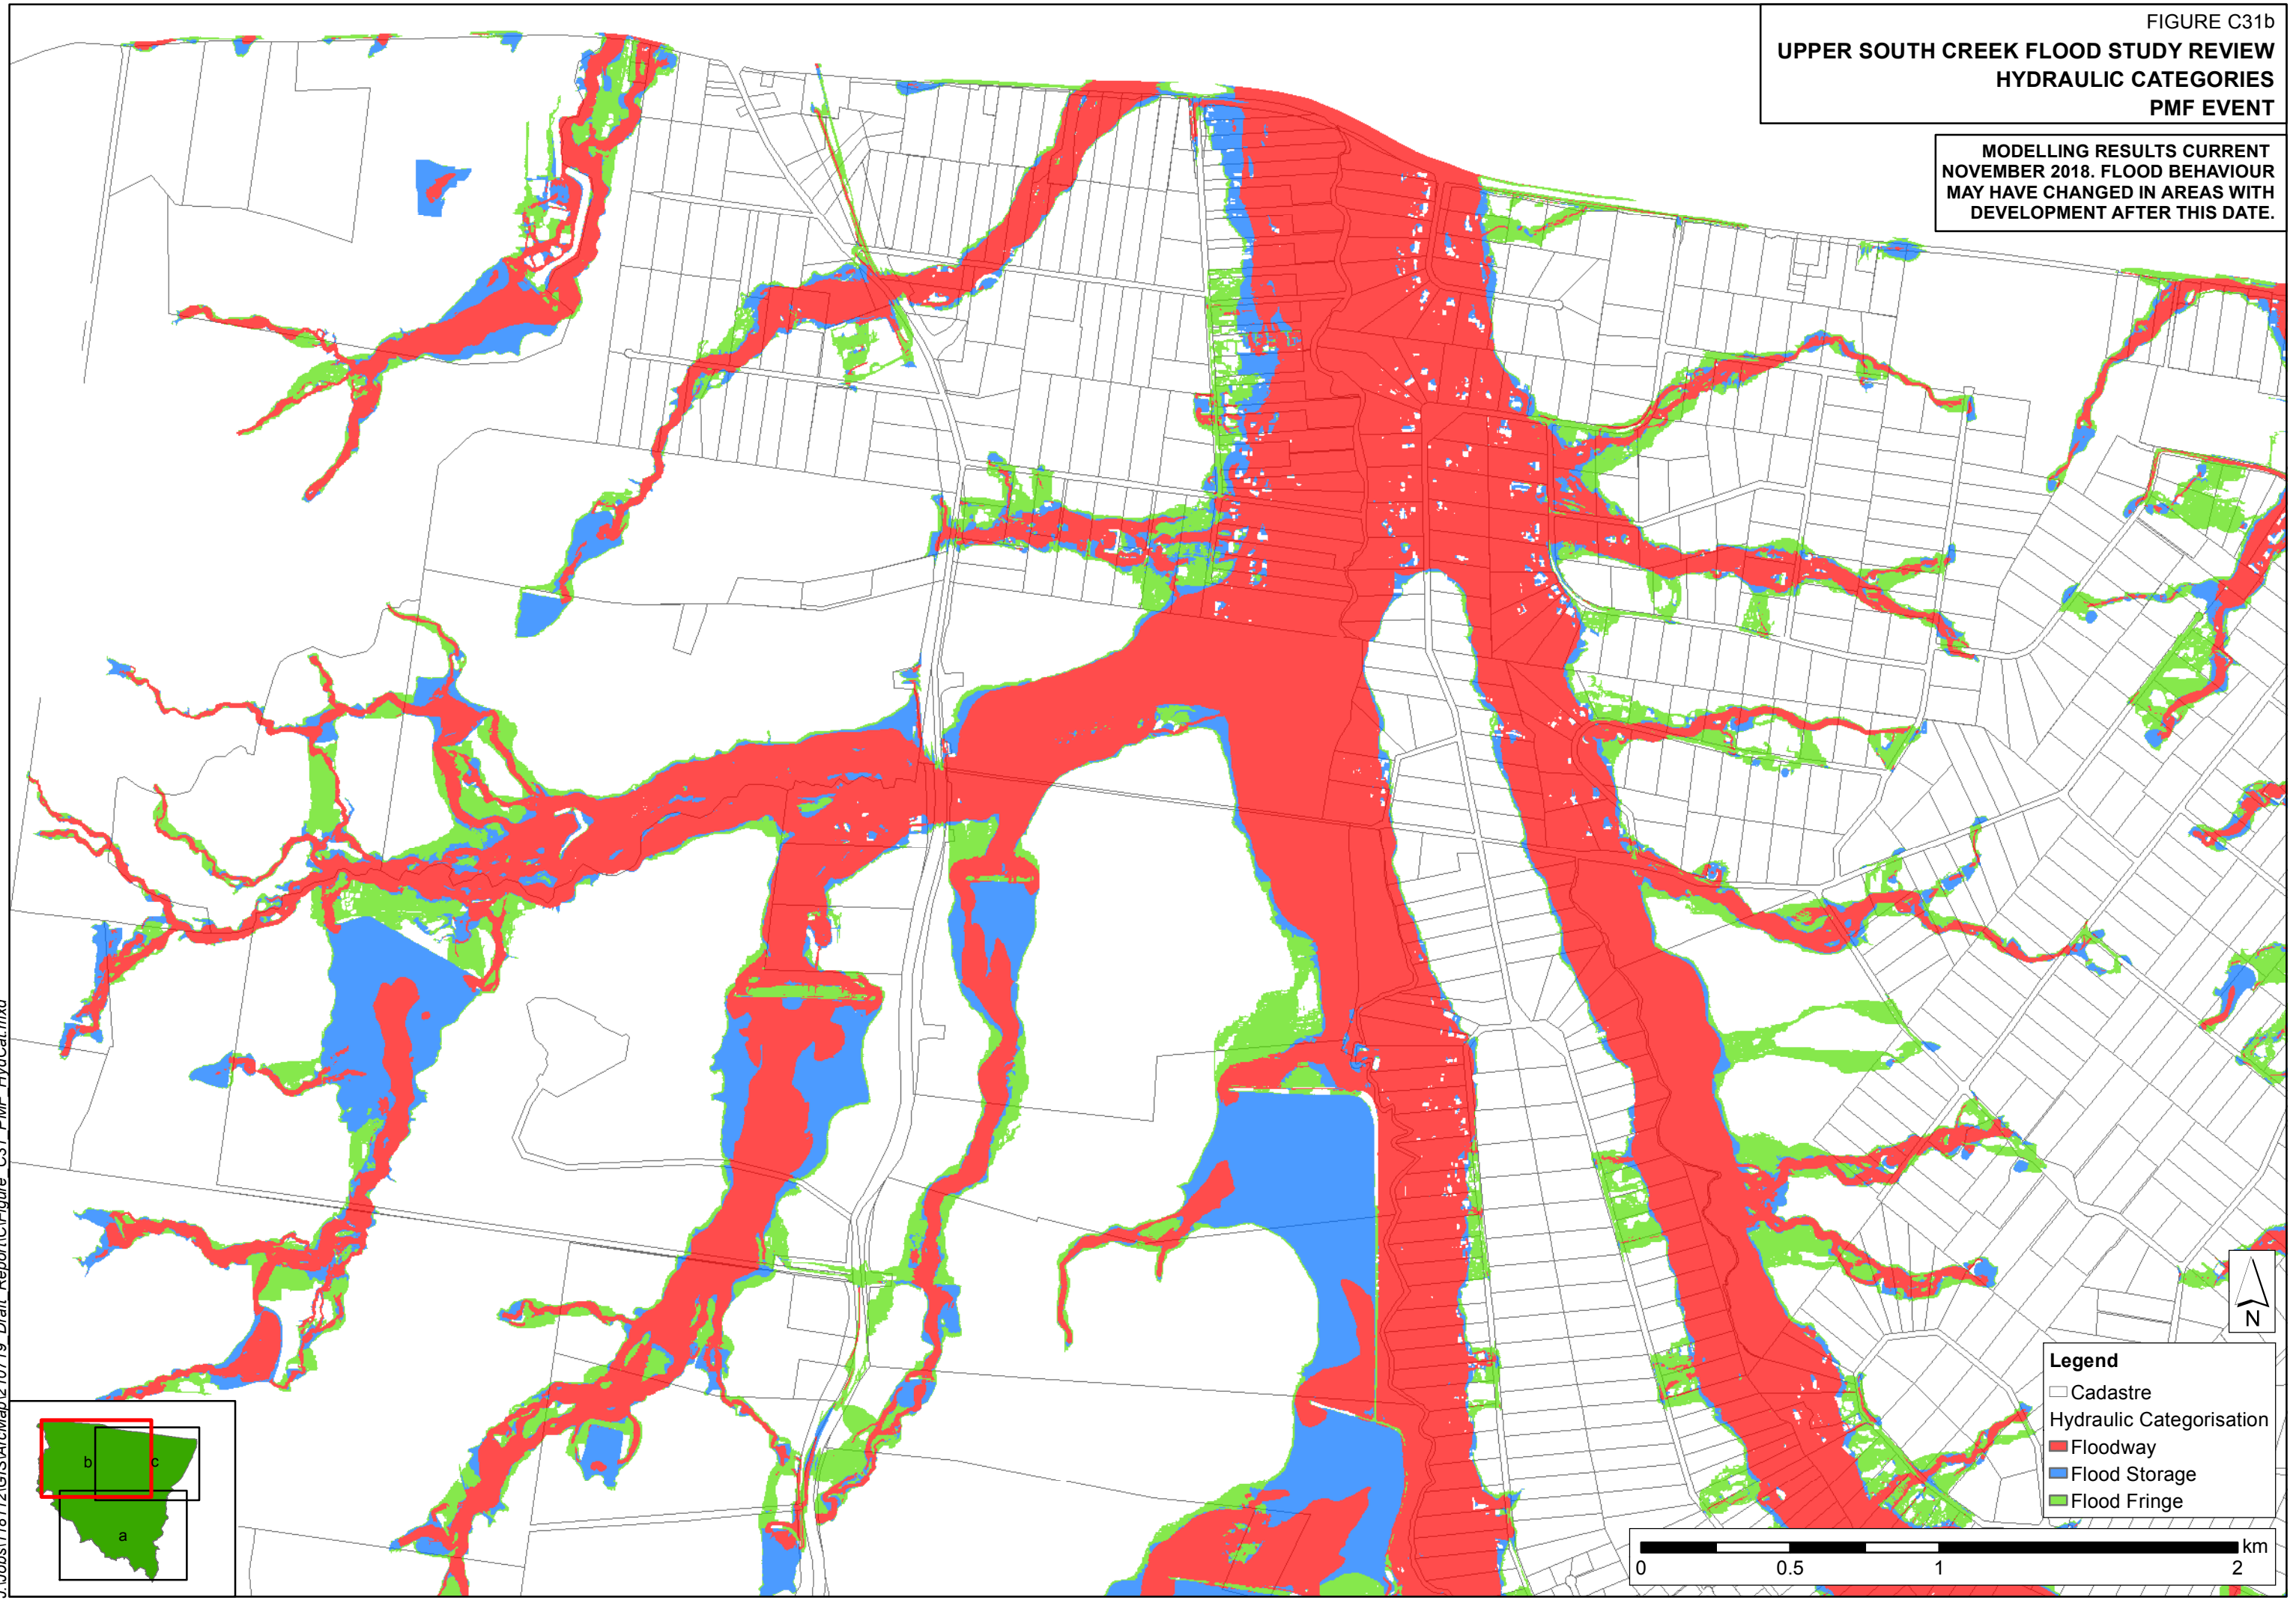 FIGURE C31b
UPPER SOUTH CREEK FLOOD STUDY REVIEW
HYDRAULIC CATEGORIES
PMF EVENT
MODELLING RESULTS CURRENT
NOVEMBER 2018. FLOOD BEHAVIOUR
MAY HAVE CHANGED IN AREAS WITH
DEVELOPMENT AFTER THIS DATE.
N
Legend
Cadastre
Hydraulic Categorisation
Floodway
Flood Storage
Flood Fringe
km
0 0.5 1 2
b c
a